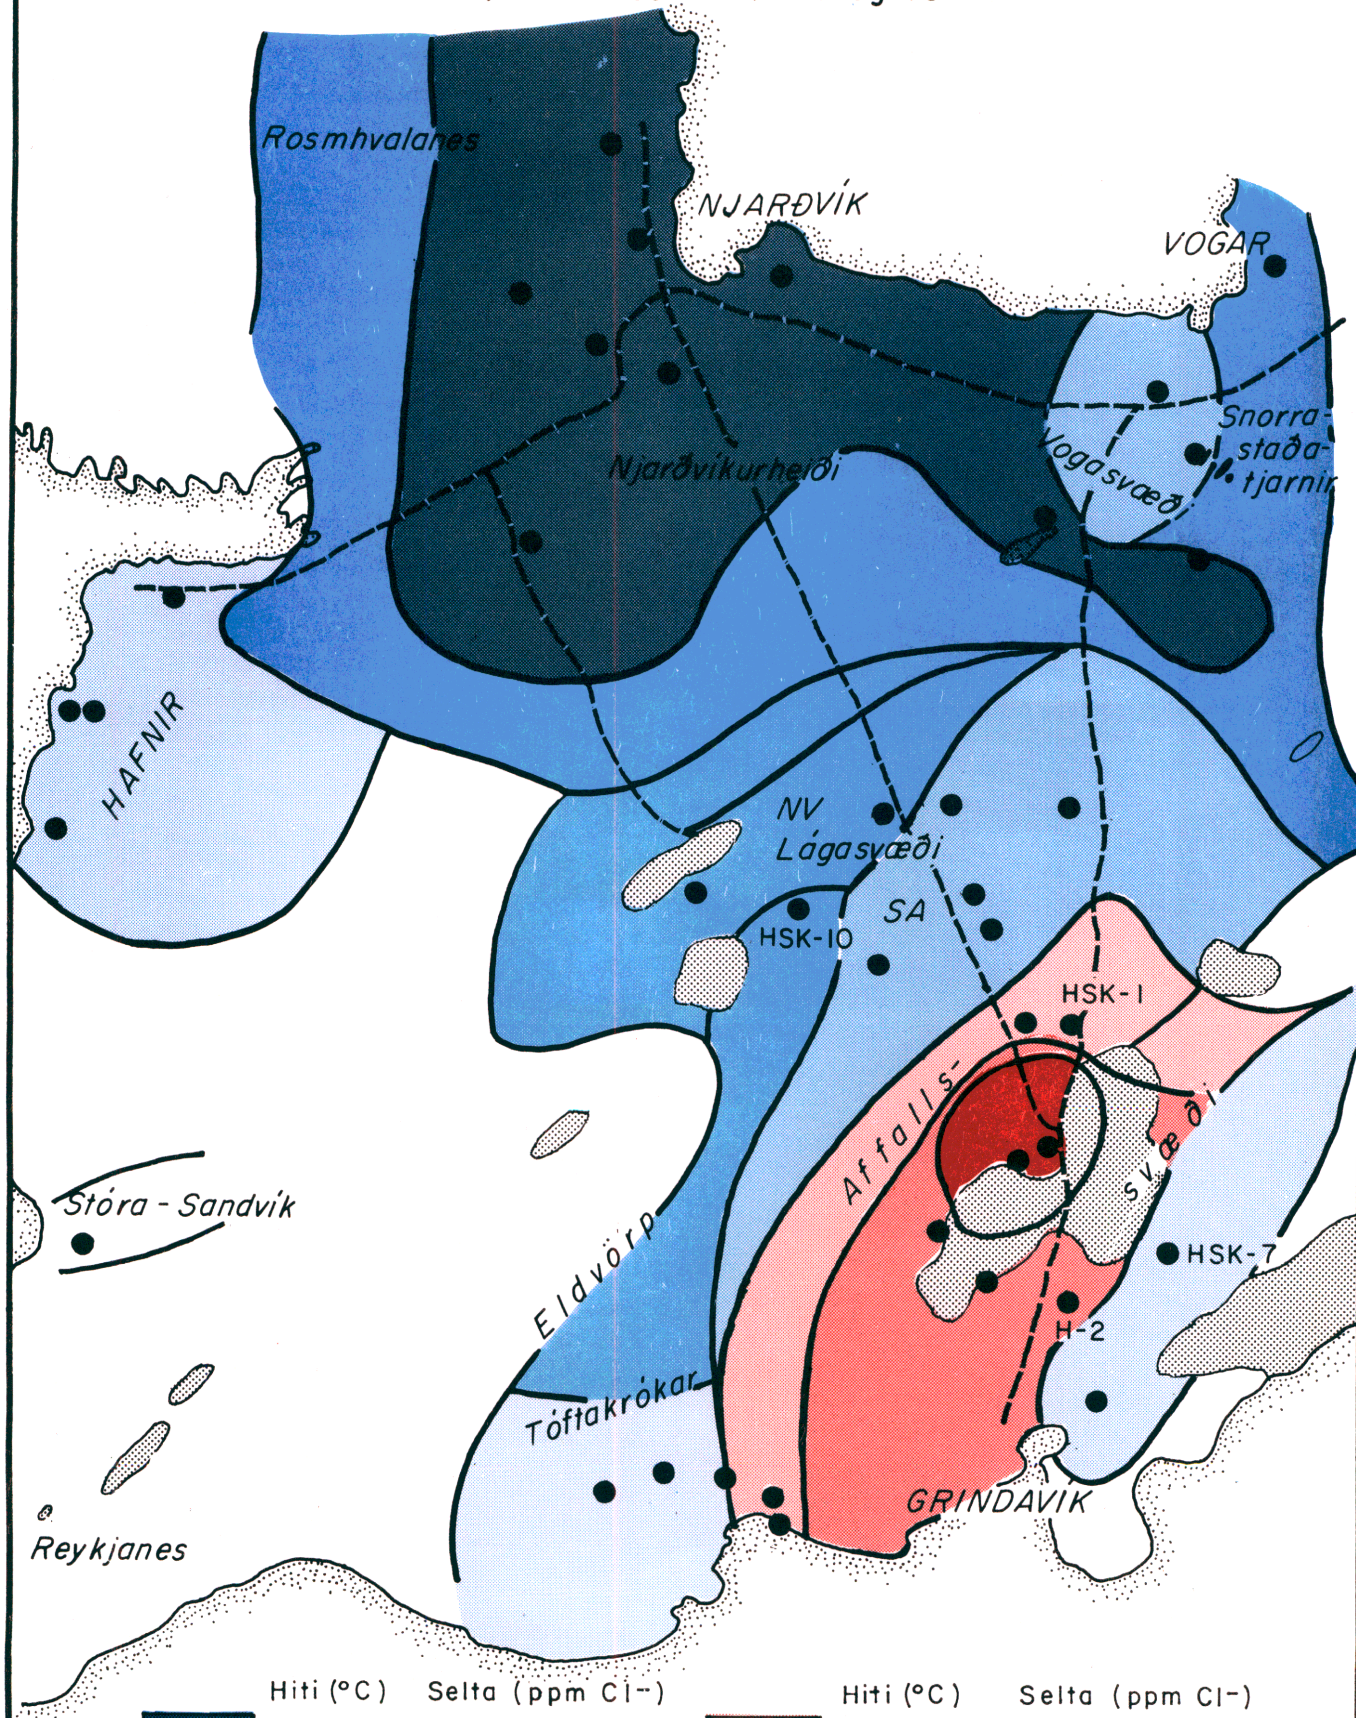 Rosmhvalanes
NJARÐVÍK
VOGAR
Snorra-
staða-
tjarnir
Vogasvæð
Njarðvíkurheiði
HAFNIR
NV
Lágasvæði
SA
HSK-10
HSK-1
Affalls-
svæði
Stóra - Sandvík
Eldvörp
HSK-7
H-2
Tóftakrókar
GRINDAVÍK
Reykjanes
Hiti (°C) Selta (ppm Cl-) Hiti (°C) Selta (ppm Cl-)